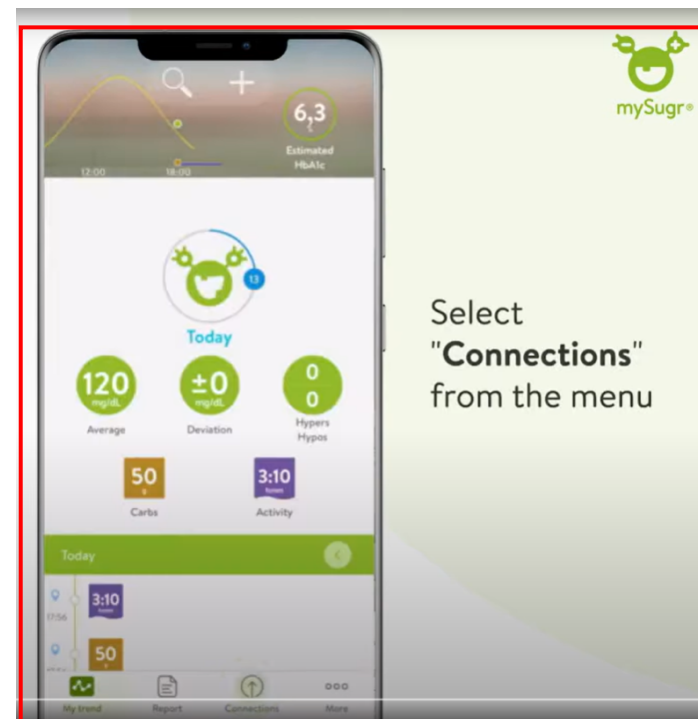 6,3
%
Estimated
HbA1c
12:00
18:00
mySugr®
13
Today
120
mg/dL
Average
±0
mg/dL
Deviation
0
0
Hypers
Hypos
50
g
Carbs
3:10
hours
Activity
Select
"Connections"
from the menu
Today
3:10
hours
17:56
50
My trend
Report
Connections
More